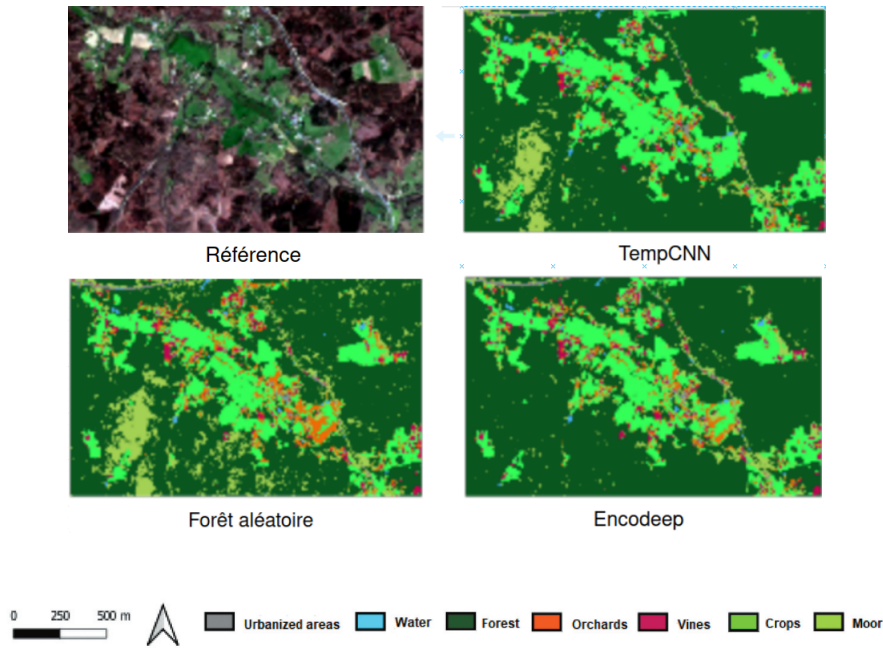 Référence
TempCNN
Forêt aléatoire
Encodeep
0 250 500 m
Urbanized areas
Water
Forest
Orchards
Vines
Crops
Moor